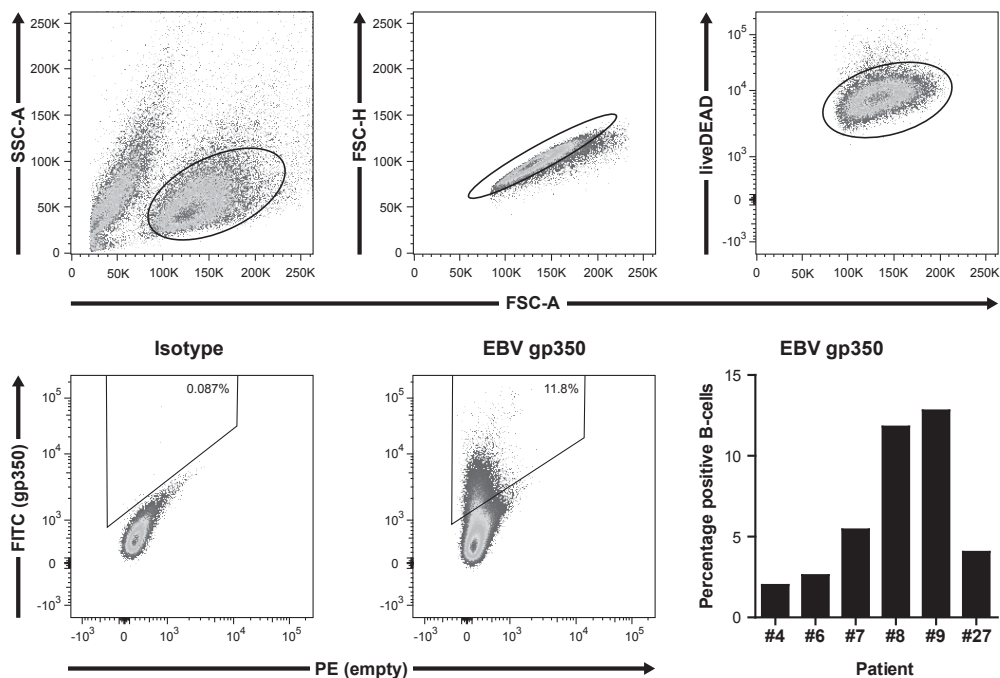 SSC-A
250K
200K
150K
100K
50K
0
0 50K 100K 150K 200K 250K
FSC-H
250K
200K
150K
100K
50K
0
0 50K 100K 150K 200K 250K
liveDEAD
10^5
10^4
10^3
0
-10^3
0 50K 100K 150K 200K 250K
FSC-A
Isotype
EBV gp350
EBV gp350
FITC (gp350)
10^5
10^4
10^3
0
-10^3
0.087%
-10^3 0 10^3 10^4 10^5
10^5
10^4
10^3
0
-10^3
11.8%
-10^3 0 10^3 10^4 10^5
PE (empty)
Percentage positive B-cells
15
10
5
0
#4 #6 #7 #8 #9 #27
Patient